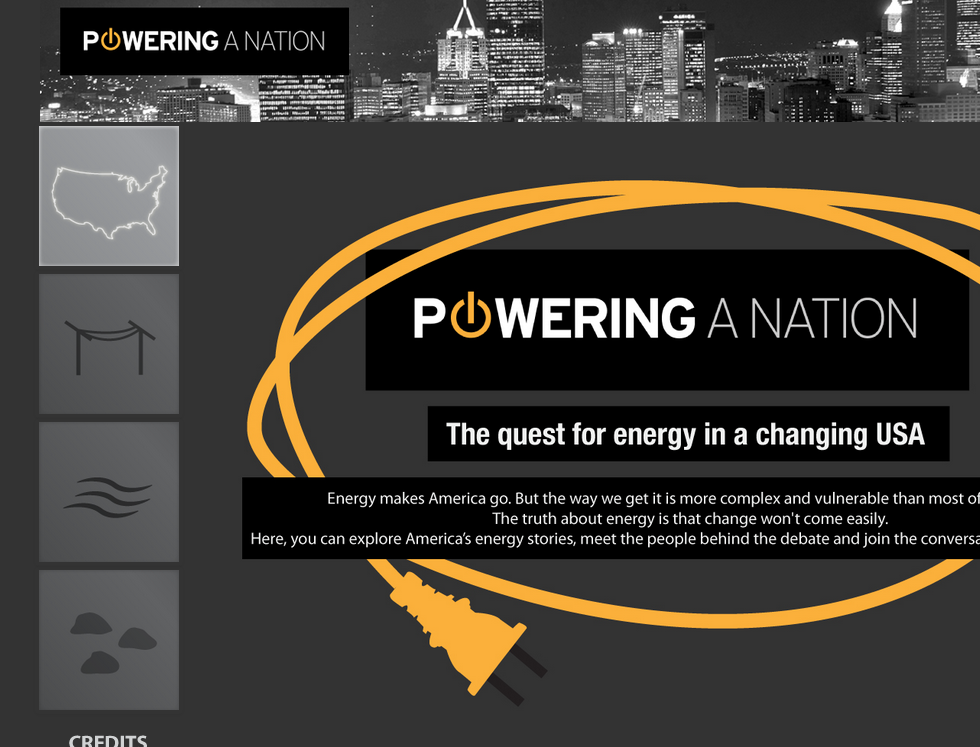 POWERING A NATION
POWERING A NATION
The quest for energy in a changing USA
Energy makes America go. But the way we get it is more complex and vulnerable than most of
The truth about energy is that change won't come easily.
Here, you can explore America's energy stories, meet the people behind the debate and join the conversa
CREDITS